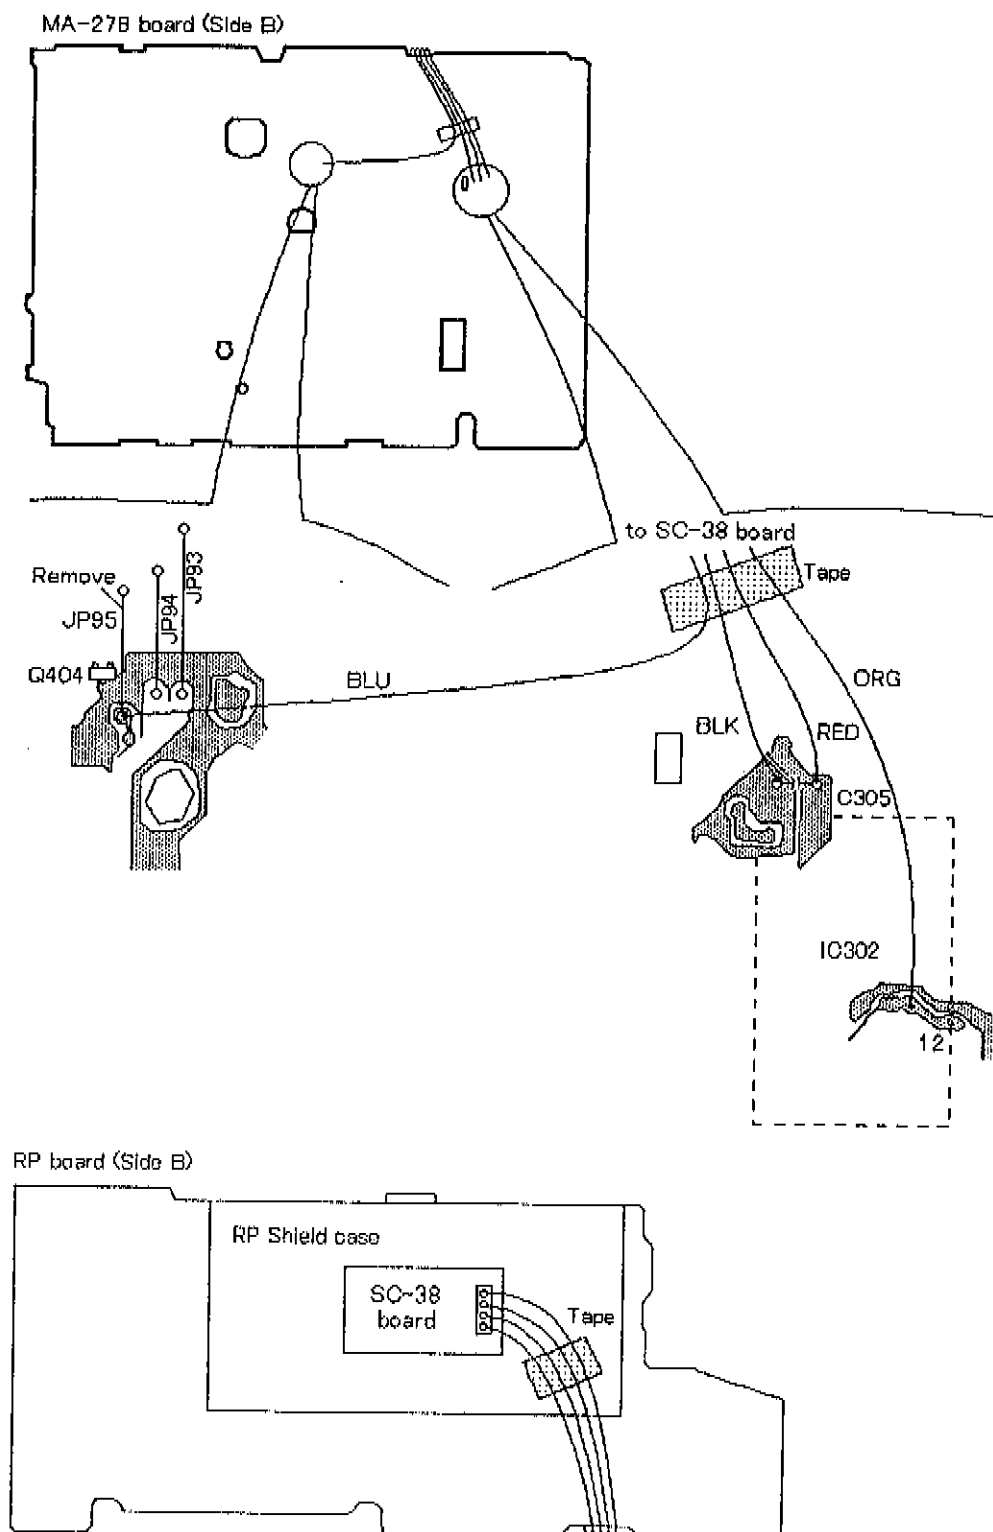 MA-27B board (Side B)
to SC-38 board
Tape
Remove
JP95
JP94
JP93
Q404
BLU
ORG
BLK
RED
C305
IC302
12
RP board (Side B)
RP Shield case
SC-38
board
Tape